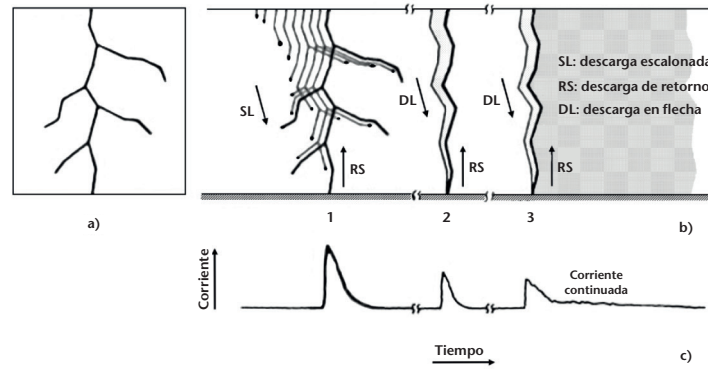 SL: descarga escalonada
RS: descarga de retorno
DL: descarga en flecha
SL
DL
DL
RS
RS
RS
a)
1
2
3
b)
Corriente
Corriente
continuada
Tiempo
c)